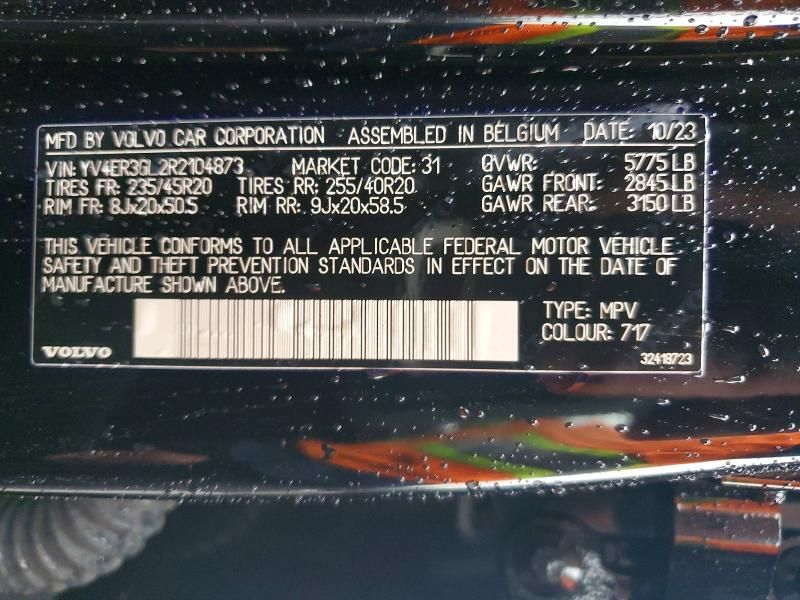 MFD BY VOLVO CAR CORPORATION ASSEMBLED IN BELGIUM DATE: 10/23
VIN: YV4ER3GL2R2104873 MARKET CODE: 31 GVWR: 5775 LB
TIRES FR: 235/45R20 TIRES RR: 255/40R20 GAWR FRONT: 2845 LB
RIM FR: 8Jx20x50.5 RIM RR: 9Jx20x58.5 GAWR REAR: 3150 LB
THIS VEHICLE CONFORMS TO ALL APPLICABLE FEDERAL MOTOR VEHICLE
SAFETY AND THEFT PREVENTION STANDARDS IN EFFECT ON THE DATE OF
MANUFACTURE SHOWN ABOVE.
TYPE: MPV
COLOUR: 717
VOLVO 32418723